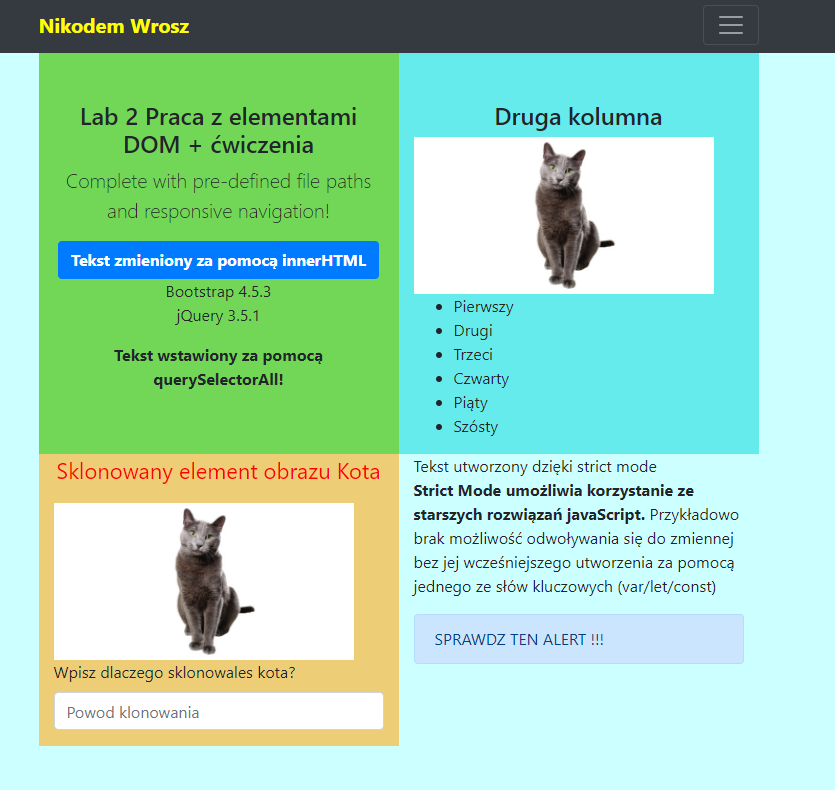 Nikodem Wrosz
Lab 2 Praca z elementami
DOM + ćwiczenia
Complete with pre-defined file paths
and responsive navigation!
Tekst zmieniony za pomocą innerHTML
Bootstrap 4.5.3
jQuery 3.5.1
Tekst wstawiony za pomocą
querySelectorAll!
Druga kolumna
Pierwszy
Drugi
Trzeci
Czwarty
Piąty
Szósty
Sklonowany element obrazu Kota
Wpisz dlaczego sklonowales kota?
Powod klonowania
Tekst utworzony dzięki strict mode
Strict Mode umożliwia korzystanie ze
starszych rozwiązań javaScript. Przykładowo
brak możliwość odwoływania się do zmiennej
bez jej wcześniejszego utworzenia za pomocą
jednego ze słów kluczowych (var/let/const)
SPRAWDZ TEN ALERT !!!